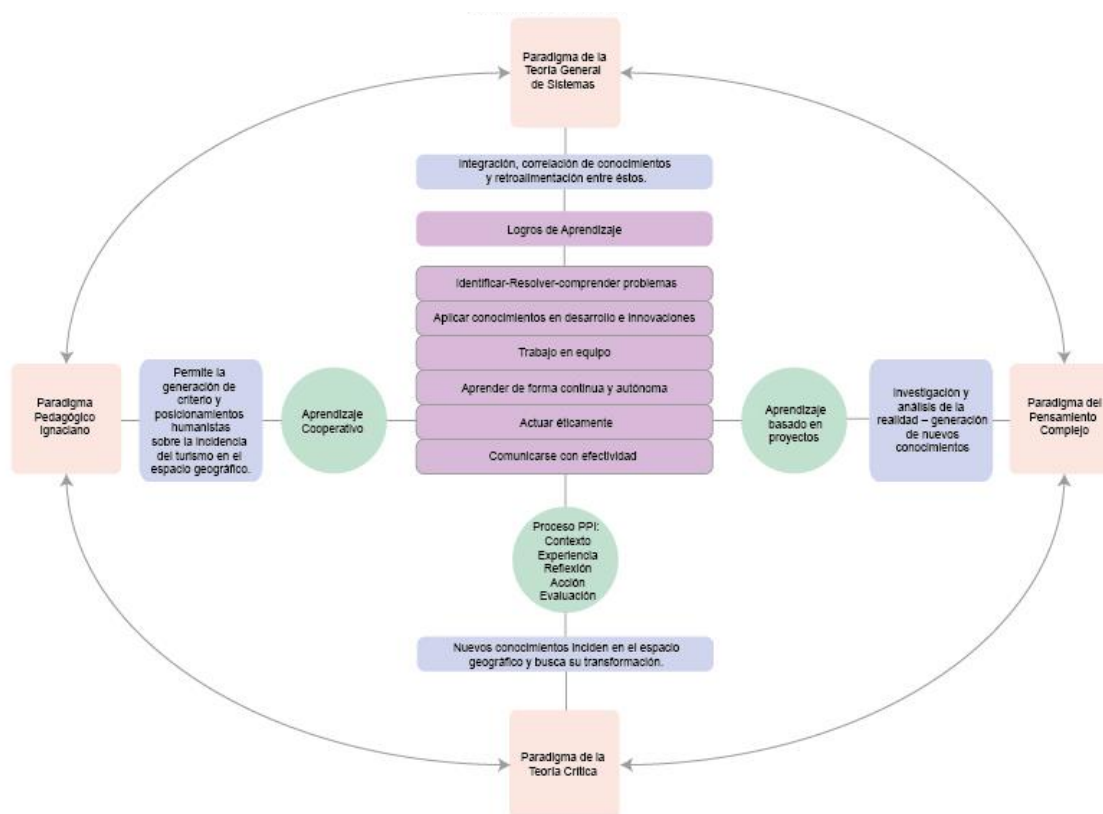 Paradigma de la
Teoría General
de Sistemas
Integración, correlación de conocimientos
y retroalimentación entre éstos.
Logros de Aprendizaje
Identificar-Resolver-comprender problemas
Aplicar conocimientos en desarrollo e innovaciones
Trabajo en equipo
Aprender de forma continua y autónoma
Actuar éticamente
Comunicarse con efectividad
Paradigma
Pedagógico
Ignaciano
Permite la
generación de
criterio y
posicionamientos
humanistas
sobre la incidencia
del turismo en el
espacio geográfico.
Aprendizaje
Cooperativo
Aprendizaje
basado en
proyectos
Investigación y
análisis de la
realidad – generación
de nuevos
conocimientos
Paradigma del
Pensamiento
Complejo
Proceso PPI:
Contexto
Experiencia
Reflexión
Acción
Evaluación
Nuevos conocimientos inciden en el espacio
geográfico y busca su transformación.
Paradigma de la
Teoría Crítica